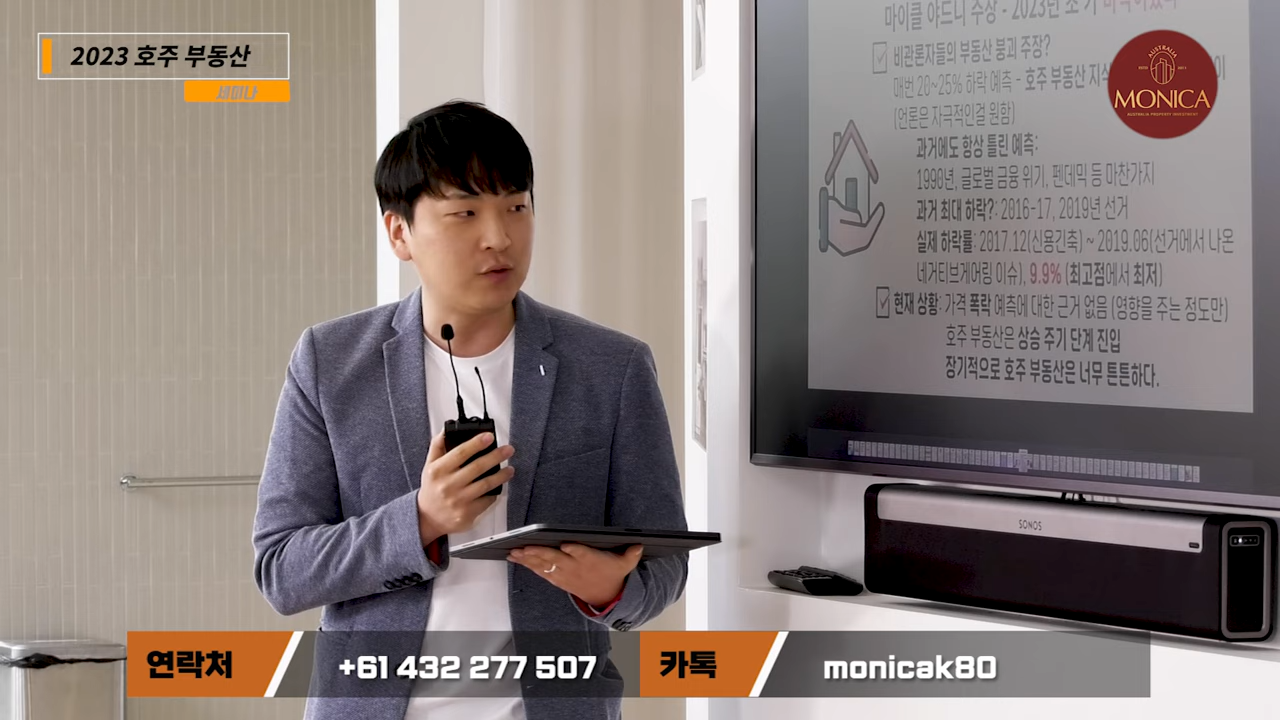 2023 호주 부동산
세미나
마이클 야드니 주장 - 2023년 초
비관론자들의 부동산 붕괴 주장?
매번 20~25% 하락 예측 - 호주 부동산
(언론은 자극적인걸 원함)
과거에도 항상 틀린 예측:
1990년, 글로벌 금융 위기, 펜데믹 등 마찬가지
과거 최대 하락?: 2016-17, 2019년 선거
실제 하락률: 2017.12(신용긴축) ~ 2019.06(선거에서 나온
네거티브게어링 이슈), 9.9% (최고점에서 최저)
현재 상황: 가격 폭락 예측에 대한 근거 없음 (영향을 주는 정도만)
호주 부동산은 상승 주기 단계 진입
장기적으로 호주 부동산은 너무 튼튼하다.
AUSTRALIA
MONICA
AUSTRALIA PROPERTY INVESTMENT
SONOS
연락처 +61 432 277 507 카톡 monicak80